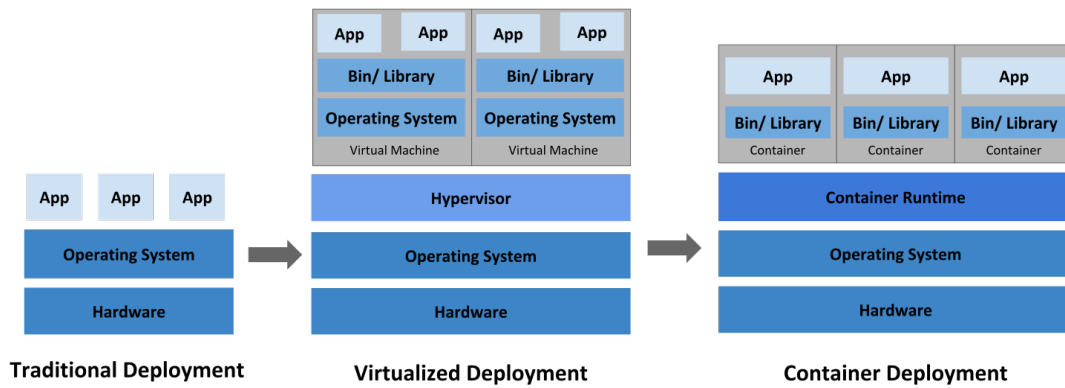 App
App
App
Operating System
Hardware
Traditional Deployment
App
App
Bin/ Library
Operating System
Virtual Machine
App
App
Bin/ Library
Operating System
Virtual Machine
Hypervisor
Operating System
Hardware
Virtualized Deployment
App
Bin/ Library
Container
App
Bin/ Library
Container
App
Bin/ Library
Container
Container Runtime
Operating System
Hardware
Container Deployment